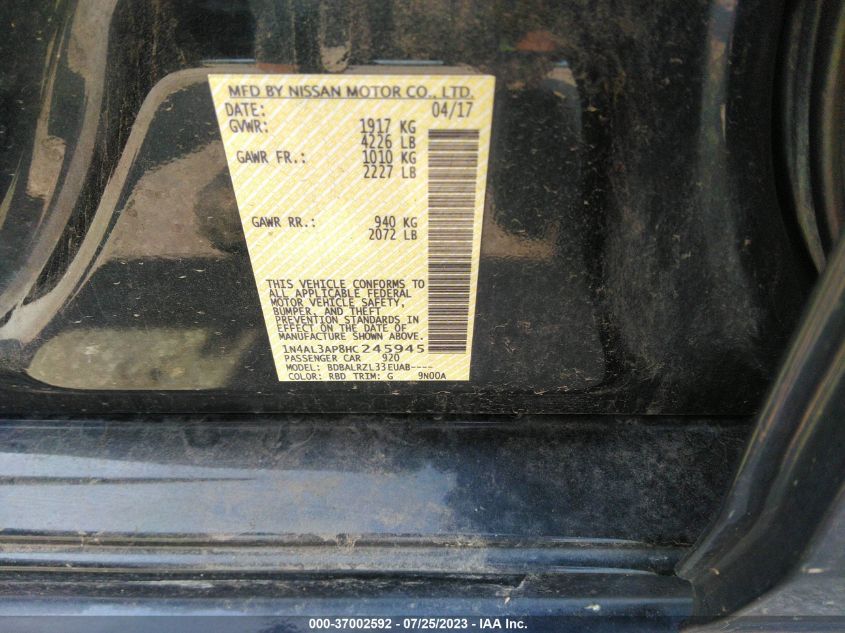 MFD BY NISSAN MOTOR CO., LTD.
DATE: 04/17
GVWR: 1917 KG
4226 LB
GAWR FR.: 1010 KG
2227 LB
GAWR RR.: 940 KG
2072 LB
THIS VEHICLE CONFORMS TO
ALL APPLICABLE FEDERAL
MOTOR VEHICLE SAFETY,
BUMPER, AND THEFT
PREVENTION STANDARDS IN
EFFECT ON THE DATE OF
MANUFACTURE SHOWN ABOVE.
1N4AL3AP8HC245945
PASSENGER CAR 920
MODEL: BDBALRZL33EUAB----
COLOR: RBD TRIM: G 9N00A
000-37002592 - 07/25/2023 - IAA Inc.